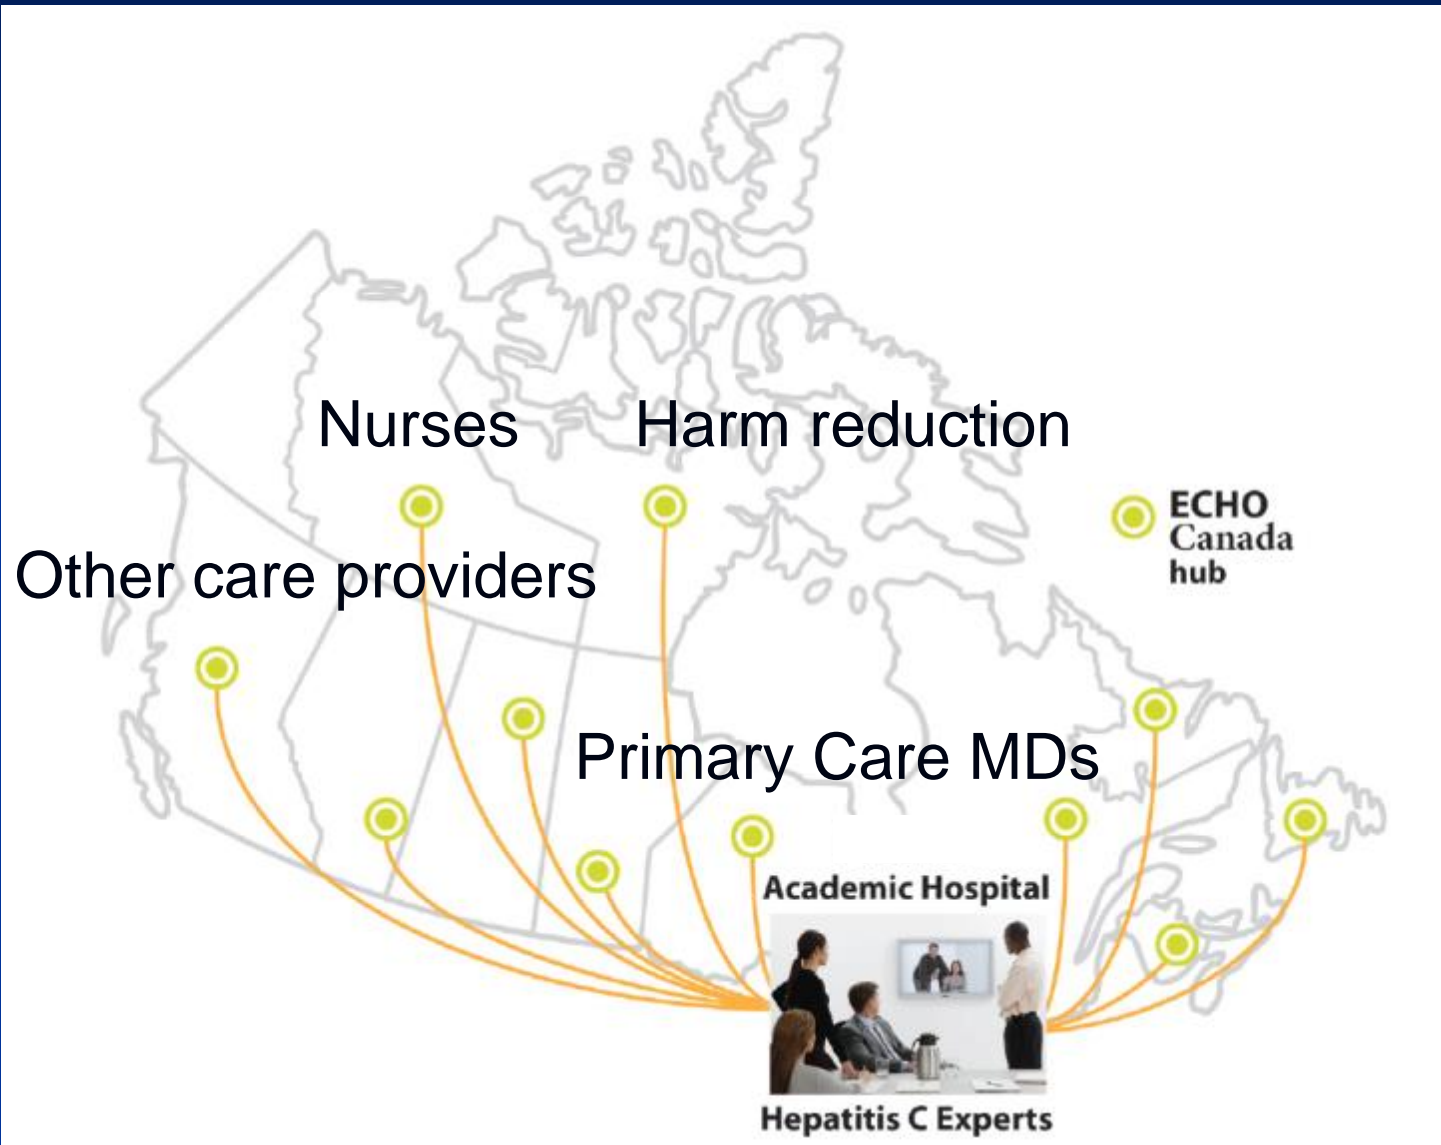 Nurses
Harm reduction
ECHO
Canada
hub
Other care providers
Primary Care MDs
Academic Hospital
Hepatitis C Experts